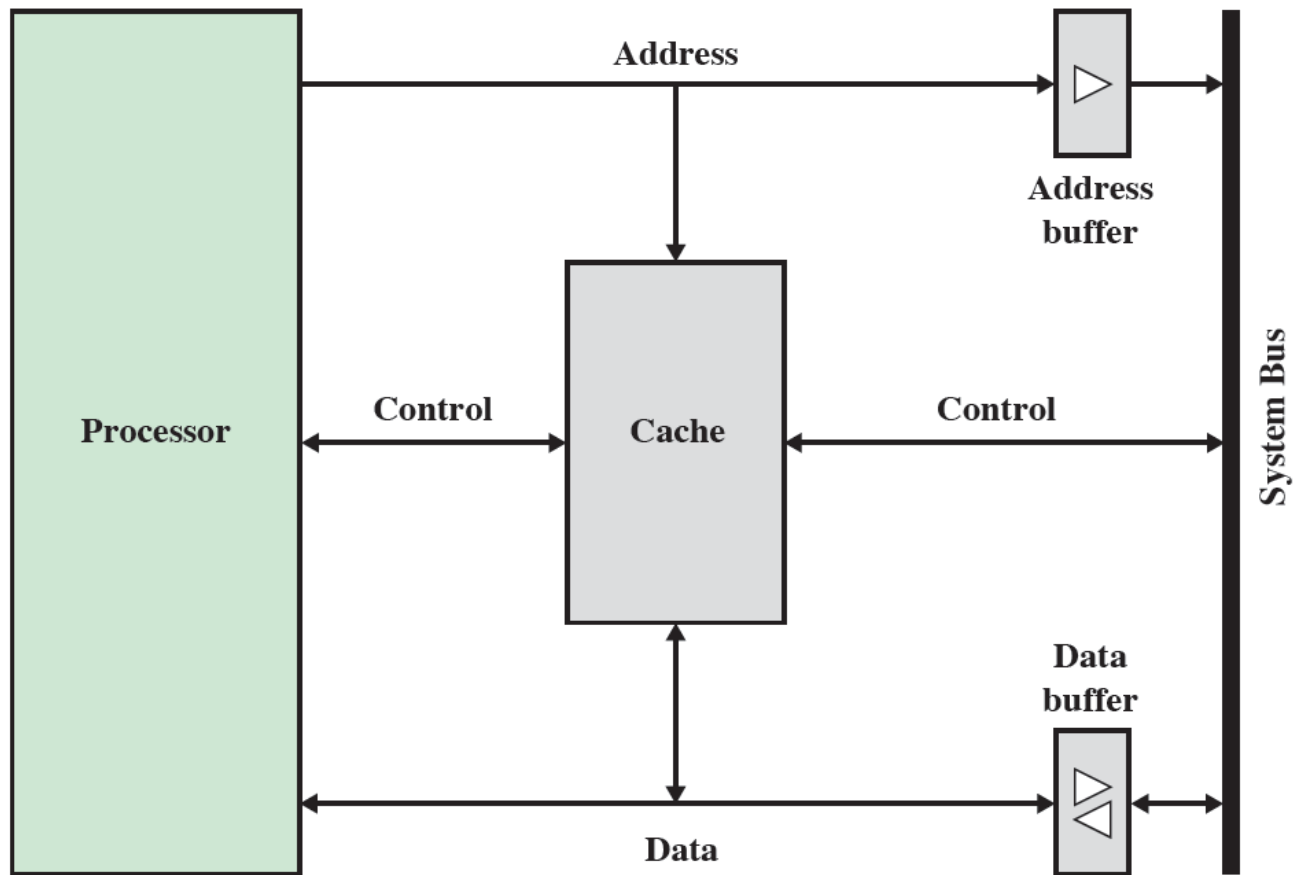 Address
Address
buffer
Control
Control
Processor
Cache
System Bus
Data
buffer
Data